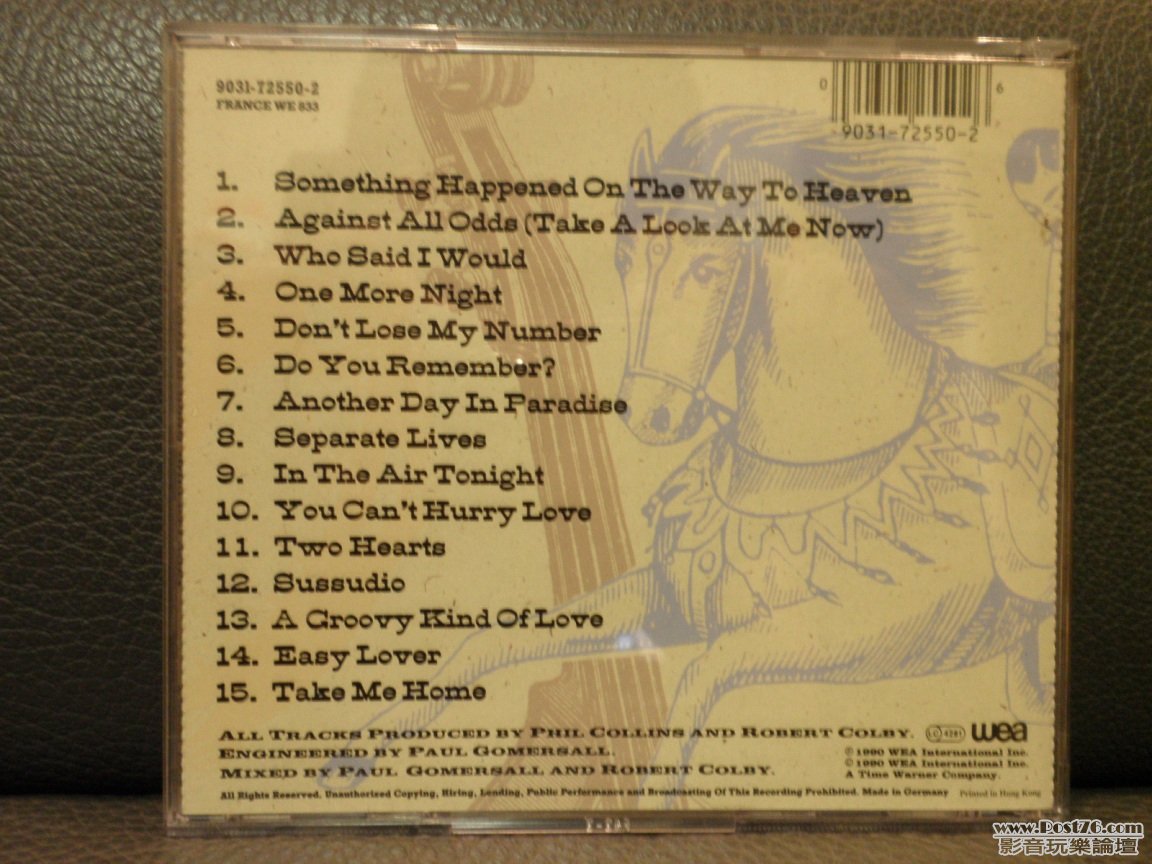 9031-72550-2
FRANCE WE 833
0 6
9031-72550-2
1. Something Happened On The Way To Heaven
2. Against All Odds (Take A Look At Me Now)
3. Who Said I Would
4. One More Night
5. Don't Lose My Number
6. Do You Remember?
7. Another Day In Paradise
8. Separate Lives
9. In The Air Tonight
10. You Can't Hurry Love
11. Two Hearts
12. Sussudio
13. A Groovy Kind Of Love
14. Easy Lover
15. Take Me Home
ALL TRACKS PRODUCED BY PHIL COLLINS AND ROBERT COLBY. LC 4281 wea
ENGINEERED BY PAUL GOMERSALL.
MIXED BY PAUL GOMERSALL AND ROBERT COLBY.
℗ 1990 WEA International Inc.
© 1990 WEA International Inc.
A Time Warner Company.
All Rights Reserved. Unauthorized Copying, Hiring, Lending, Public Performance and Broadcasting Of This Recording Prohibited. Made in Germany Printed in Hong Kong
www.Post76.com
影音玩樂論壇